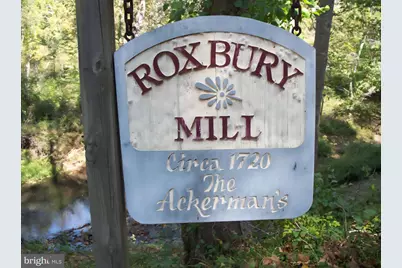 ROXBURY
MILL
Circa 1720
The
Ackerman's
BRIGHT MLS